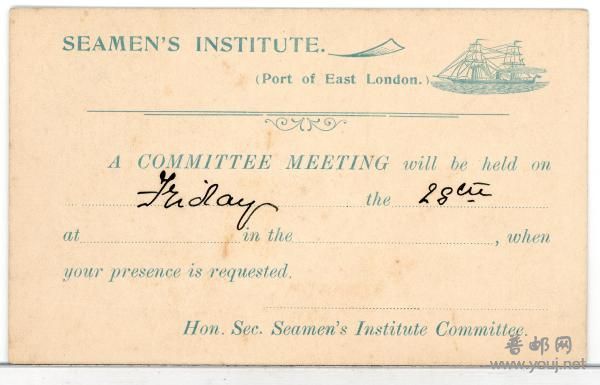 SEAMEN'S INSTITUTE.
(Port of East London.)
A COMMITTEE MEETING will be held on
Friday the 28th
at in the , when
your presence is requested.
Hon. Sec. Seamen's Institute Committee.
普邮网
www.youj.net